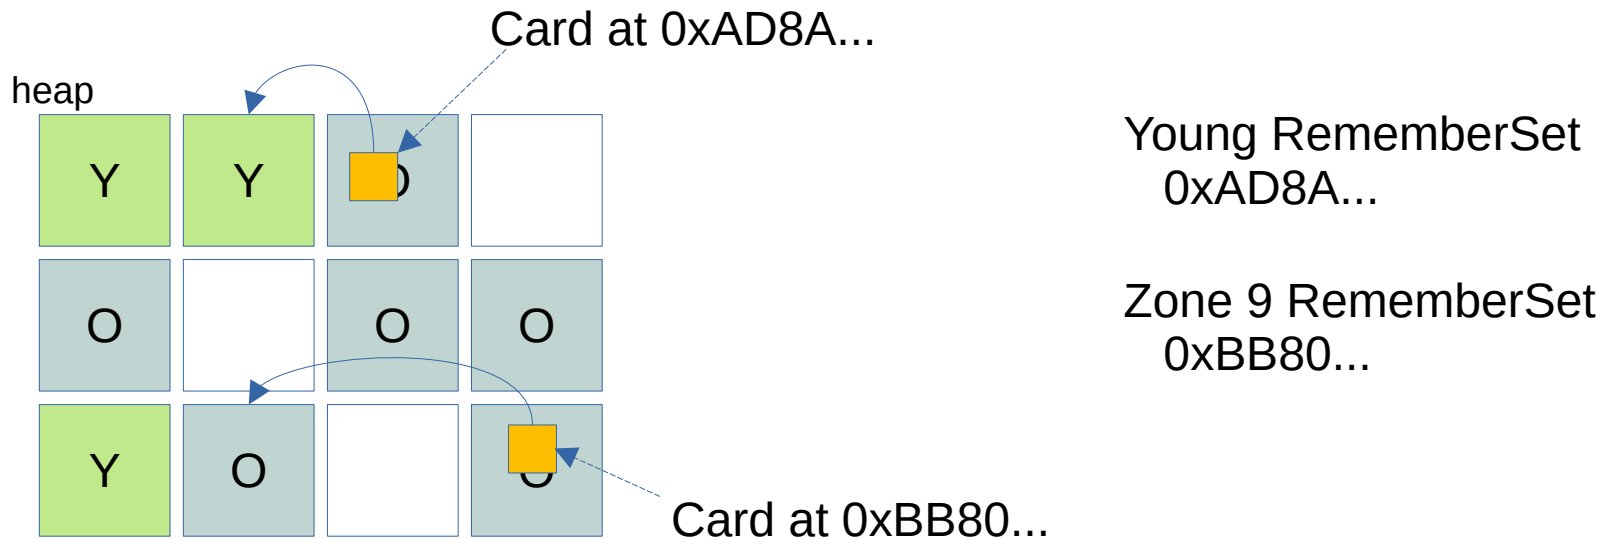 Card at 0xAD8A...
heap
Y Y O
Young RememberSet
0xAD8A...
O O O
Zone 9 RememberSet
0xBB80...
Y O O
Card at 0xBB80...